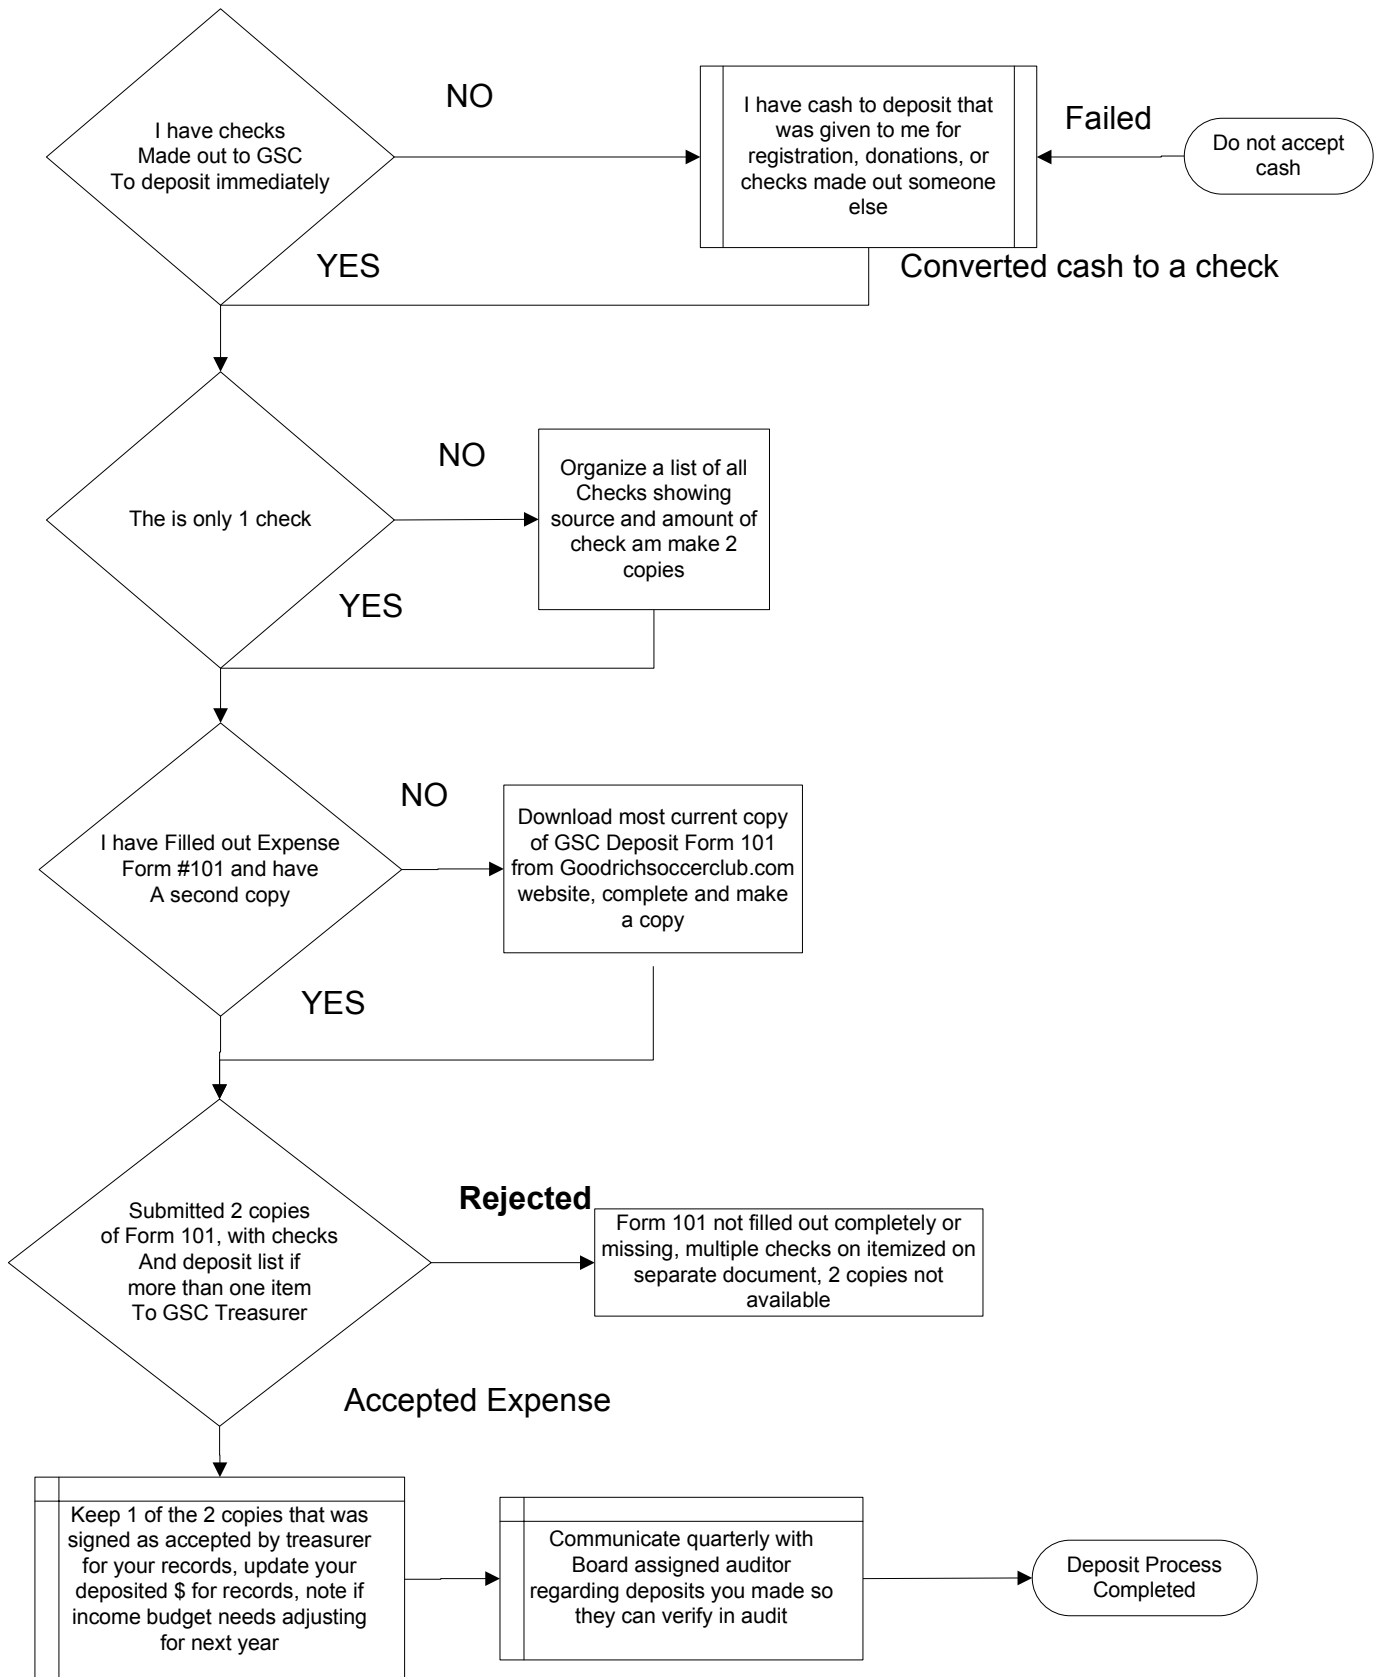 I have checks
Made out to GSC
To deposit immediately
NO
I have cash to deposit that
was given to me for
registration, donations, or
checks made out someone
else
Failed
Do not accept
cash
YES
Converted cash to a check
The is only 1 check
NO
Organize a list of all
Checks showing
source and amount of
check am make 2
copies
YES
I have Filled out Expense
Form #101 and have
A second copy
NO
Download most current copy
of GSC Deposit Form 101
from Goodrichsoccerclub.com
website, complete and make
a copy
YES
Submitted 2 copies
of Form 101, with checks
And deposit list if
more than one item
To GSC Treasurer
Rejected
Form 101 not filled out completely or
missing, multiple checks on itemized on
separate document, 2 copies not
available
Accepted Expense
Keep 1 of the 2 copies that was
signed as accepted by treasurer
for your records, update your
deposited $ for records, note if
income budget needs adjusting
for next year
Communicate quarterly with
Board assigned auditor
regarding deposits you made so
they can verify in audit
Deposit Process
Completed